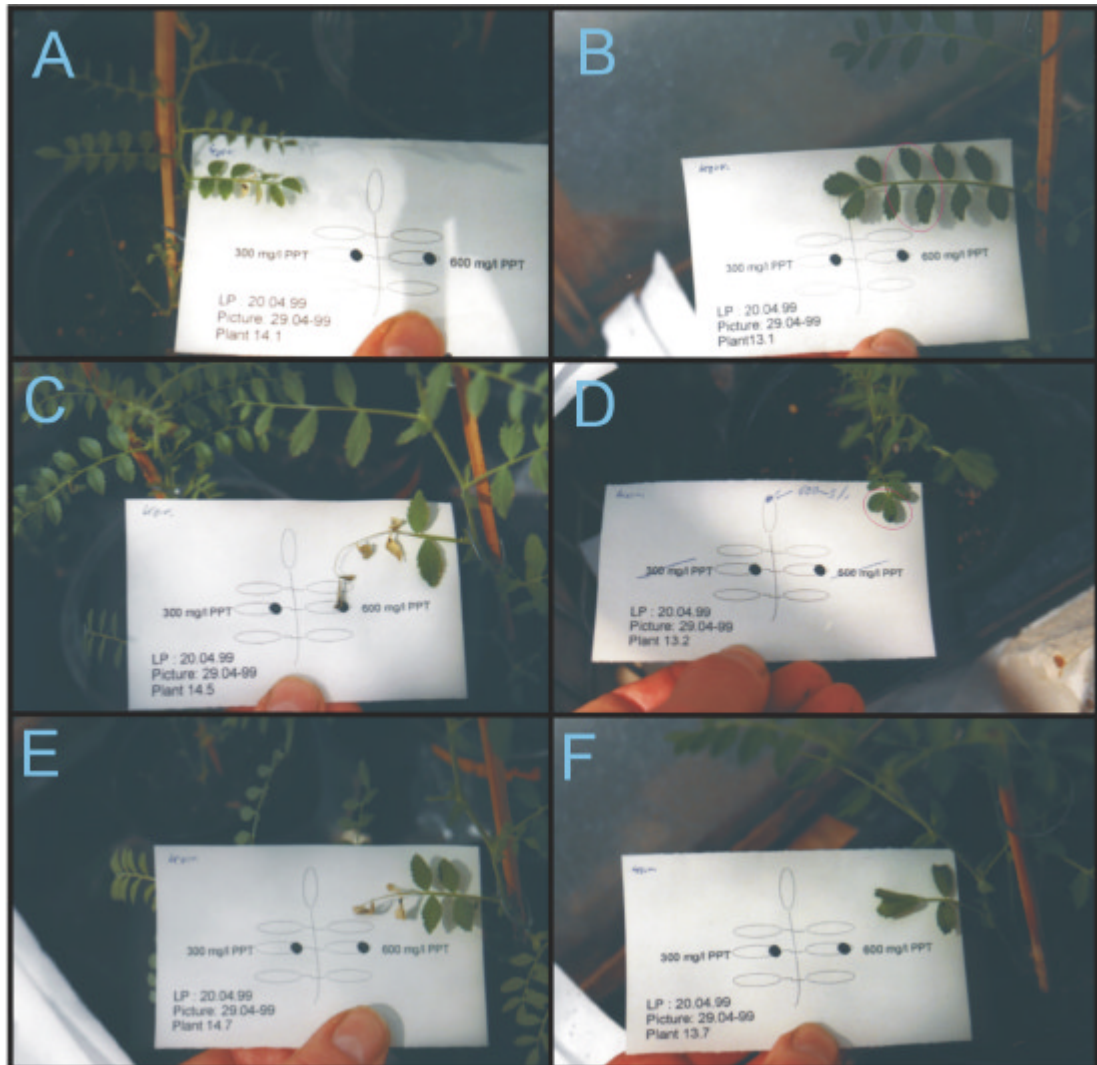 A
300 mg/l PPT
600 mg/l PPT
LP : 20.04.99
Picture: 29.04-99
Plant 14.1
B
300 mg/l PPT
600 mg/l PPT
LP : 20.04.99
Picture: 29.04-99
Plant13.1
C
300 mg/l PPT
600 mg/l PPT
LP : 20.04.99
Picture: 29.04-99
Plant 14.5
D
600 mg/l
300 mg/l PPT
600 mg/l PPT
LP : 20.04.99
Picture: 29.04-99
Plant 13.2
E
300 mg/l PPT
600 mg/l PPT
LP : 20.04.99
Picture: 29.04-99
Plant 14.7
F
300 mg/l PPT
600 mg/l PPT
LP : 20.04.99
Picture: 29.04-99
Plant 13.7